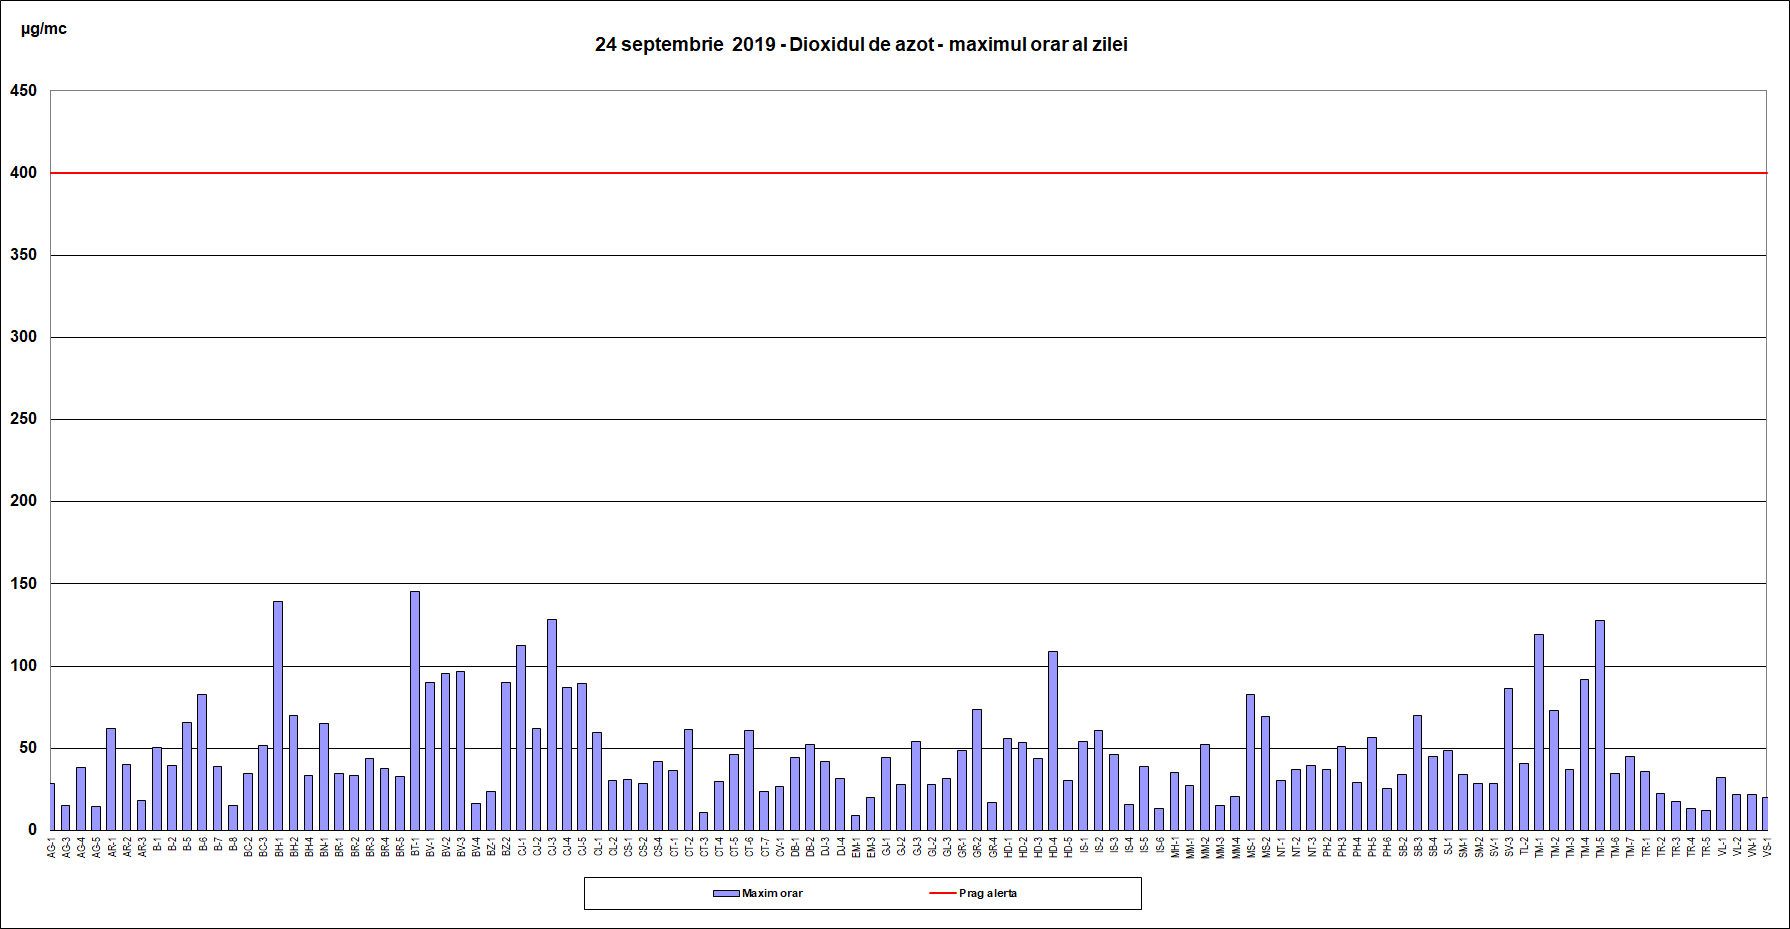 µg/mc
24 septembrie 2019 - Dioxidul de azot - maximul orar al zilei
450
400
350
300
250
200
150
100
50
0
AG-1
AG-3
AG-4
AG-5
AR-1
AR-2
AR-3
B-1
B-2
B-5
B-6
B-7
B-8
BC-2
BC-3
BH-1
BH-2
BH-4
BN-1
BR-1
BR-2
BR-3
BR-4
BR-5
BT-1
BV-1
BV-2
BV-3
BV-4
BZ-1
BZ-2
CJ-1
CJ-2
CJ-3
CJ-4
CJ-5
CL-1
CL-2
CS-1
CS-2
CS-4
CT-1
CT-2
CT-3
CT-4
CT-5
CT-6
CT-7
CV-1
DB-1
DB-2
DJ-3
DJ-4
EM-1
EM-3
GJ-1
GJ-2
GJ-3
GL-2
GL-3
GR-1
GR-2
GR-4
HD-1
HD-2
HD-3
HD-4
HD-5
IS-1
IS-2
IS-3
IS-4
IS-5
IS-6
MH-1
MM-1
MM-2
MM-3
MM-4
MS-1
MS-2
NT-1
NT-2
NT-3
PH-2
PH-3
PH-4
PH-5
PH-6
SB-2
SB-3
SB-4
SJ-1
SM-1
SM-2
SV-1
SV-3
TL-2
TM-1
TM-2
TM-3
TM-4
TM-5
TM-6
TM-7
TR-1
TR-2
TR-3
TR-4
TR-5
VL-1
VL-2
VN-1
VS-1
Maxim orar
Prag alerta